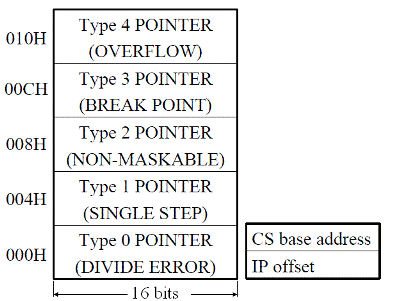 010H
Type 4 POINTER
(OVERFLOW)
00CH
Type 3 POINTER
(BREAK POINT)
008H
Type 2 POINTER
(NON-MASKABLE)
004H
Type 1 POINTER
(SINGLE STEP)
000H
Type 0 POINTER
(DIVIDE ERROR)
CS base address
IP offset
16 bits